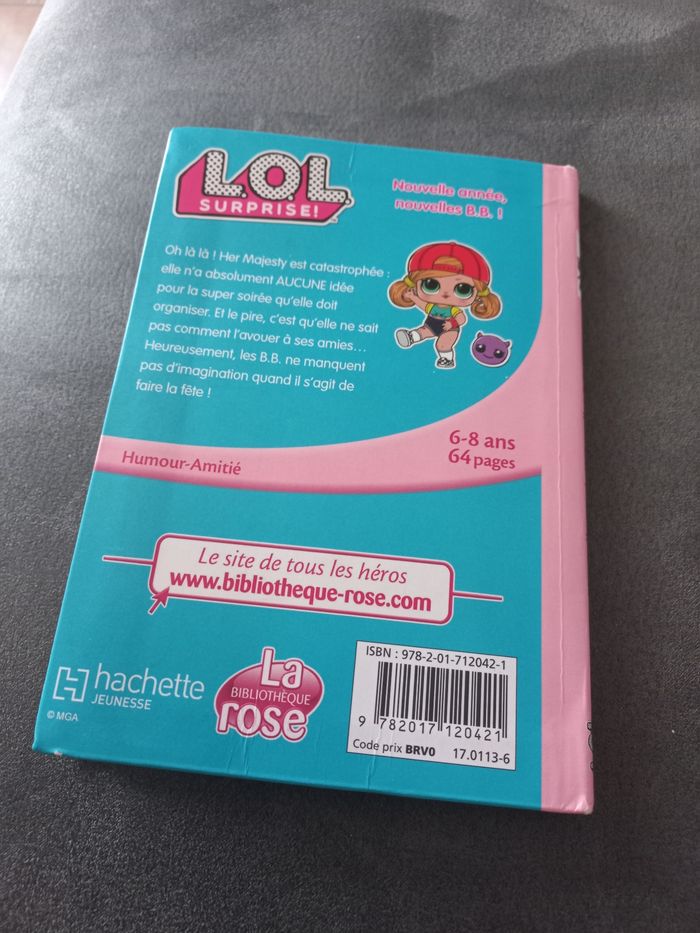 L.O.L.
SURPRISE!
™
Nouvelle année,
nouvelles B.B. !
Oh là là ! Her Majesty est catastrophée :
elle n'a absolument AUCUNE idée
pour la super soirée qu'elle doit
organiser. Et le pire, c'est qu'elle ne sait
pas comment l'avouer à ses amies…
Heureusement, les B.B. ne manquent
pas d'imagination quand il s'agit de
faire la fête !
Humour-Amitié
6-8 ans
64 pages
Le site de tous les héros
www.bibliotheque-rose.com
hachette
JEUNESSE
© MGA
La
BIBLIOTHÈQUE
rose
ISBN : 978-2-01-712042-1
9 782017 120421
Code prix BRV0 17.0113-6